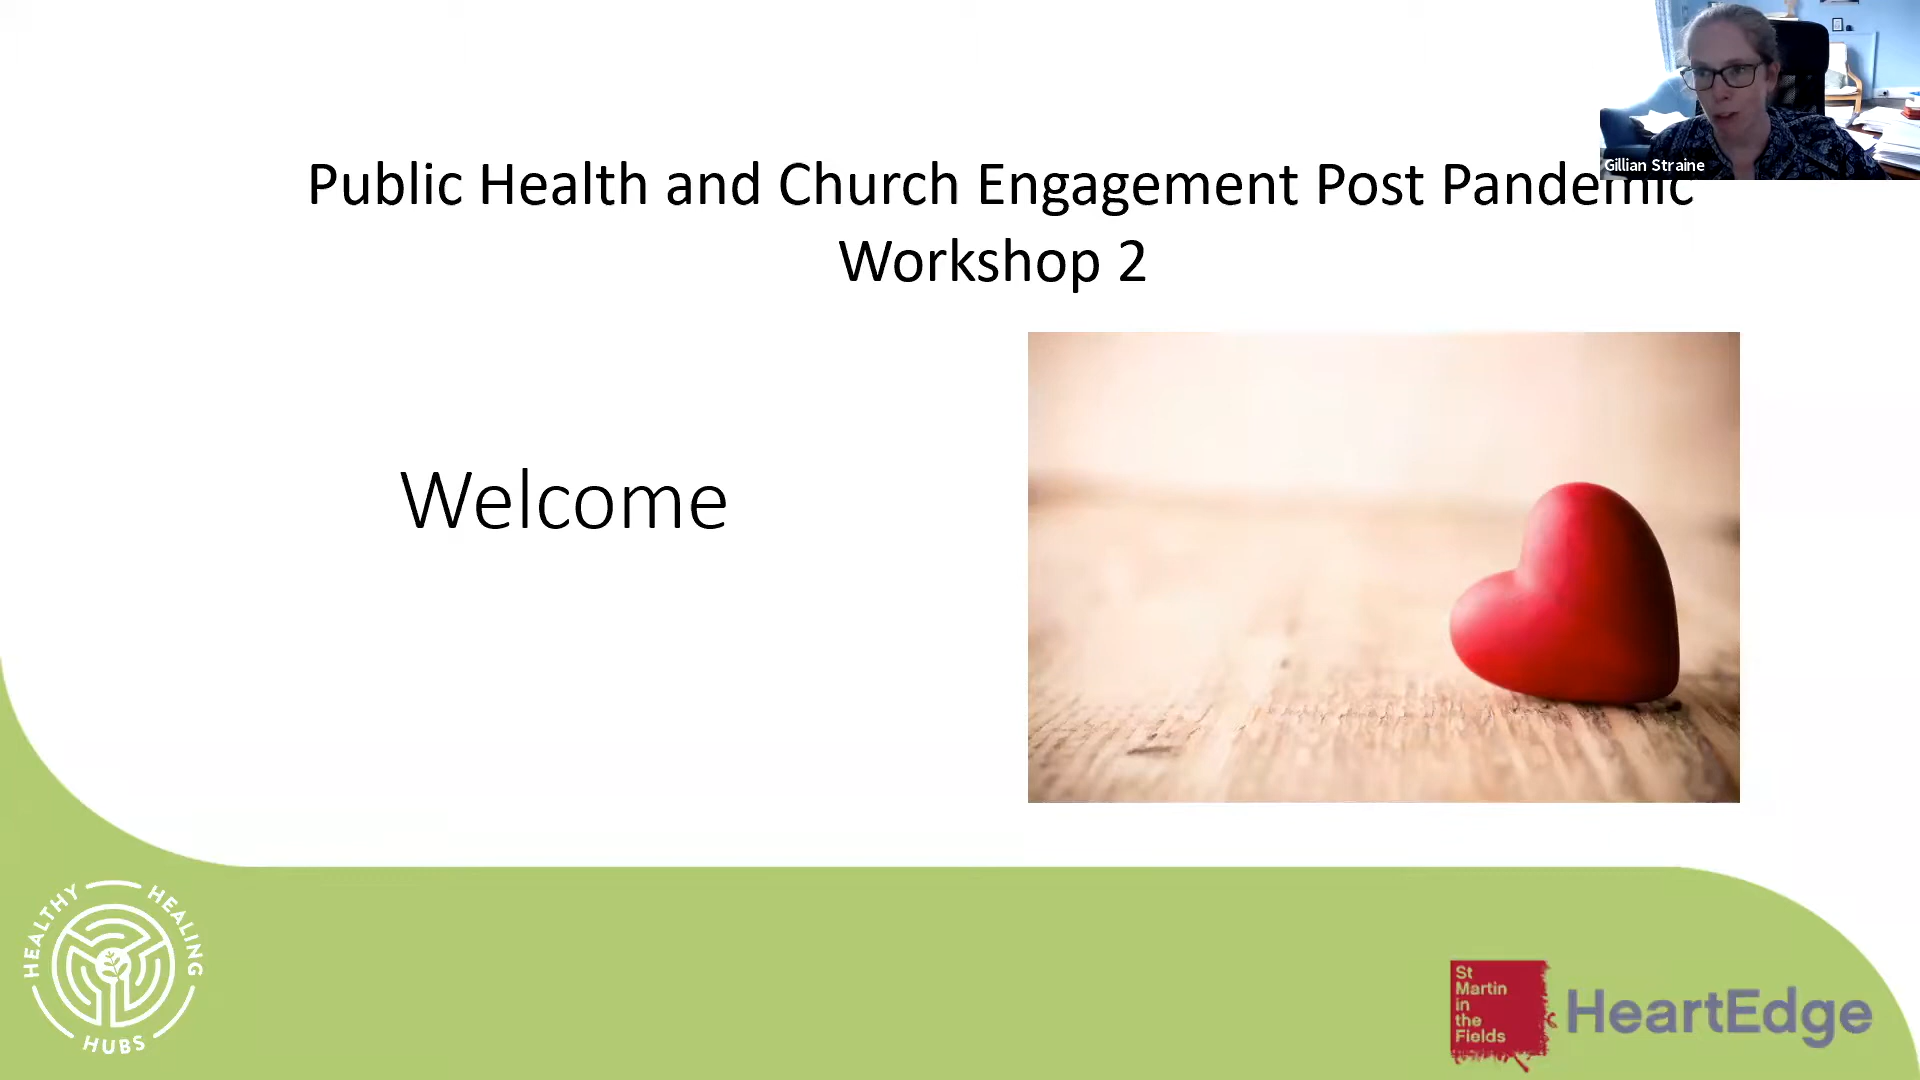 Public Health and Church Engagement Post Pandemic
Workshop 2
Gillian Straine
Welcome
HEALTHY HEALING
HUBS
St
Martin
in
the
Fields
HeartEdge